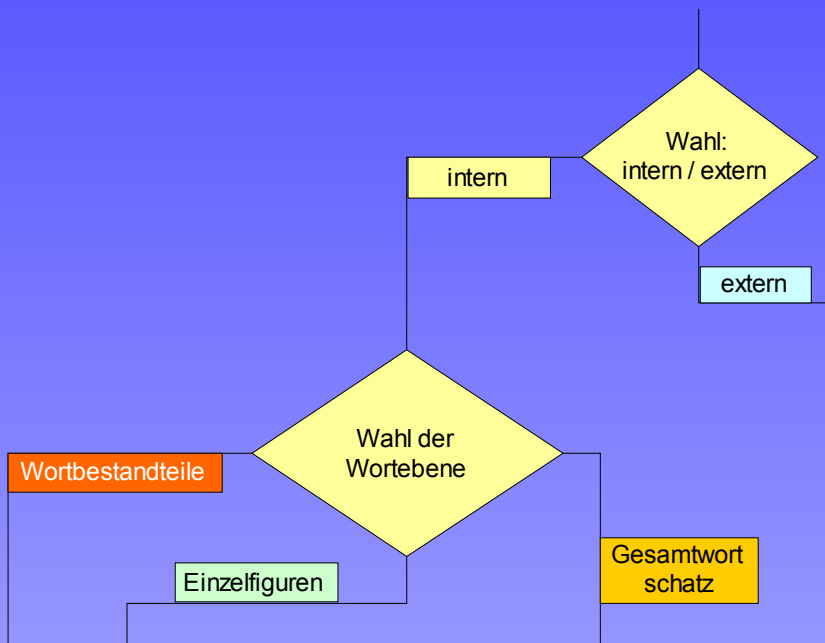 Wahl:
intern / extern
intern
extern
Wahl der
Wortebene
Wortbestandteile
Einzelfiguren
Gesamtwort
schatz